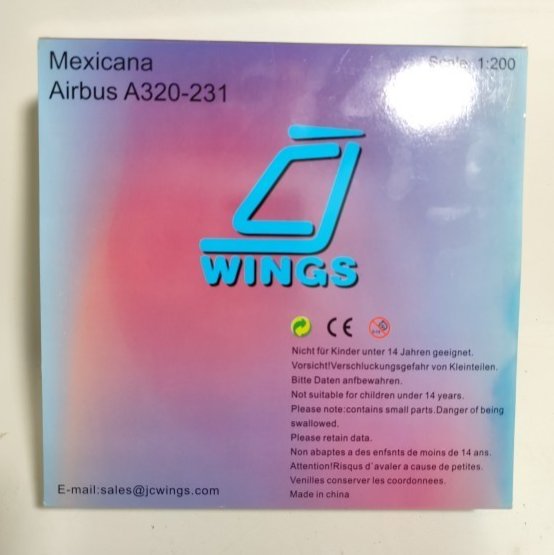 Mexicana
Airbus A320-231
Scale 1:200
WINGS
CE
Nicht für Kinder unter 14 Jahren geeignet.
Vorsicht!Verschluckungsgefahr von Kleinteilen.
Bitte Daten anfbewahren.
Not suitable for children under 14 years.
Please note:contains small parts.Danger of being
swallowed.
Please retain data.
Non abaptes a des enfants de moins de 14 ans.
Attention!Risqus d'avaler a cause de petites.
Venilles conserver les coordonnees.
Made in china
E-mail:sales@jcwings.com